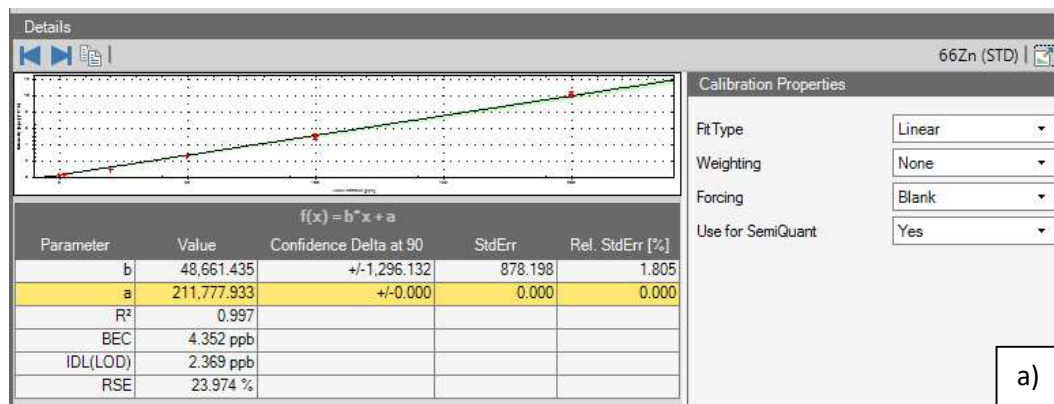 Details
66Zn (STD)
Calibration Properties
Fit Type Linear
Weighting None
Forcing Blank
Use for SemiQuant Yes
f(x) = b*x + a
Parameter Value Confidence Delta at 90 StdErr Rel. StdErr [%]
b 48,661.435 +/-1,296.132 878.198 1.805
a 211,777.933 +/-0.000 0.000 0.000
R² 0.997
BEC 4.352 ppb
IDL(LOD) 2.369 ppb
RSE 23.974 %
a)